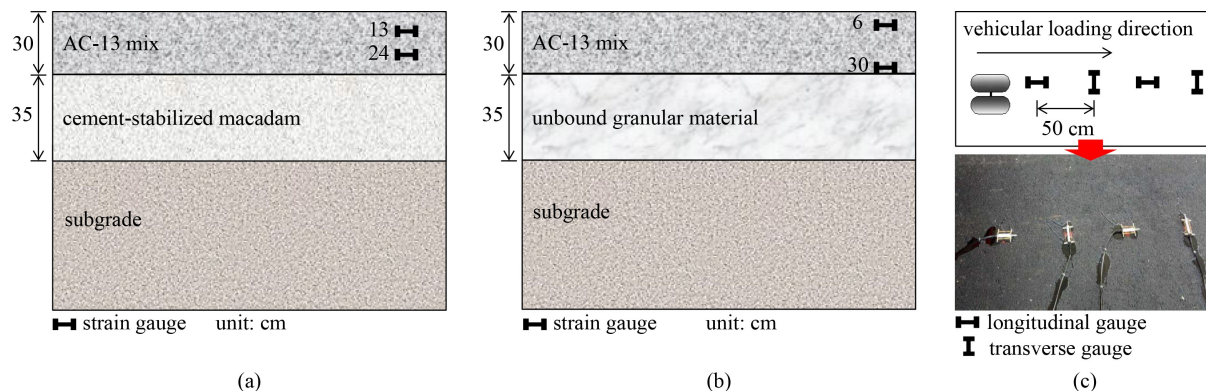 30
AC-13 mix
13
24
35
cement-stabilized macadam
subgrade
strain gauge unit: cm
(a)
30
AC-13 mix
6
30
35
unbound granular material
subgrade
strain gauge unit: cm
(b)
vehicular loading direction
50 cm
longitudinal gauge
transverse gauge
(c)